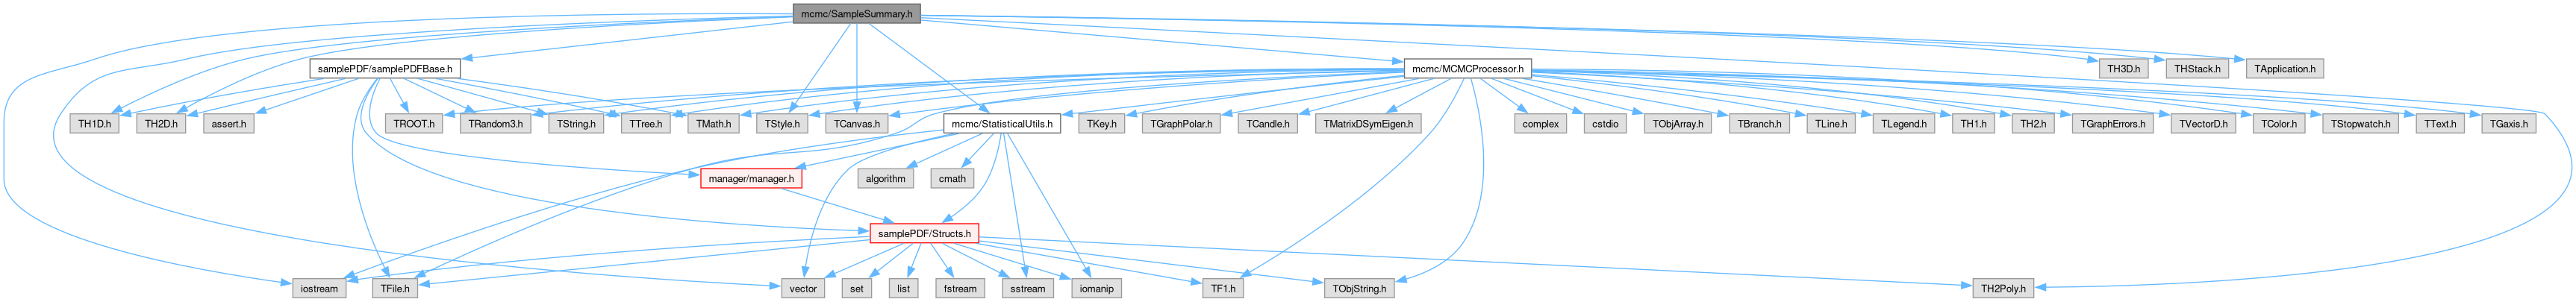 mcmc/SampleSummary.h
samplePDF/samplePDFBase.h
mcmc/MCMCProcessor.h
TH3D.h
THStack.h
TApplication.h
TH1D.h
TH2D.h
assert.h
TROOT.h
TRandom3.h
TString.h
TTree.h
TMath.h
TStyle.h
TCanvas.h
mcmc/StatisticalUtils.h
TKey.h
TGraphPolar.h
TCandle.h
TMatrixDSymEigen.h
complex
cstdio
TObjArray.h
TBranch.h
TLine.h
TLegend.h
TH1.h
TH2.h
TGraphErrors.h
TVectorD.h
TColor.h
TStopwatch.h
TText.h
TGaxis.h
manager/manager.h
algorithm
cmath
samplePDF/Structs.h
iostream
TFile.h
vector
set
list
fstream
sstream
iomanip
TF1.h
TObjString.h
TH2Poly.h